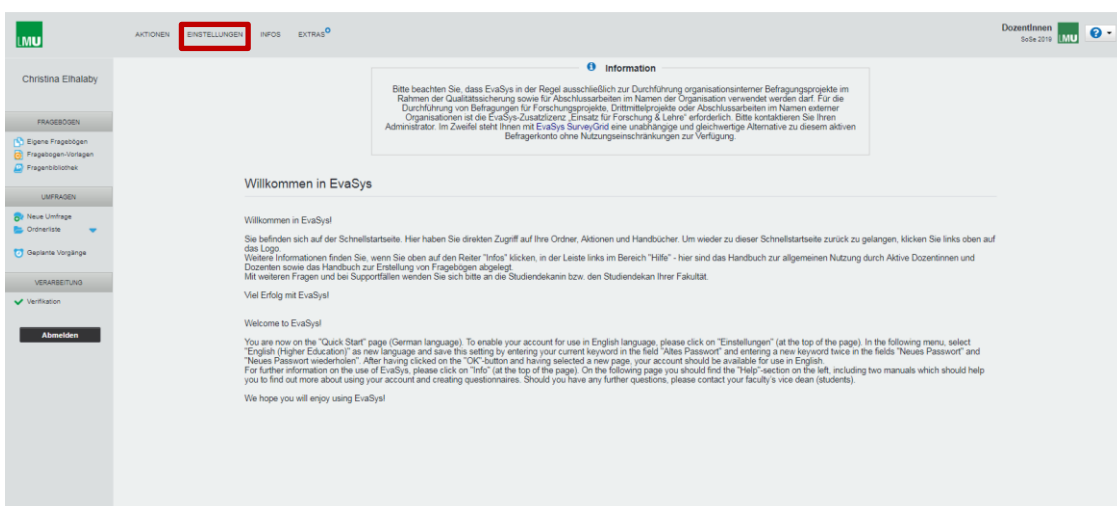 LMU
AKTIONEN EINSTELLUNGEN INFOS EXTRAS
DozentInnen
SoSe 2019
LMU
?
Christina Elhalaby
FRAGEBÖGEN
Eigene Fragebögen
Fragebogen-Vorlagen
Fragenbibliothek
UMFRAGEN
Neue Umfrage
Ordnerliste
Geplante Vorgänge
VERARBEITUNG
Verifikation
Abmelden
Information
Bitte beachten Sie, dass EvaSys in der Regel ausschließlich zur Durchführung organisationsinterner Befragungsprojekte im
Rahmen der Qualitätssicherung sowie für Abschlussarbeiten im Namen der Organisation verwendet werden darf. Für die
Durchführung von Befragungen für Forschungsprojekte, Drittmittelprojekte oder Abschlussarbeiten im Namen externer
Organisationen ist die EvaSys-Zusatzlizenz „Einsatz für Forschung & Lehre“ erforderlich. Bitte kontaktieren Sie Ihren
Administrator. Im Zweifel steht Ihnen mit EvaSys SurveyGrid eine unabhängige und gleichwertige Alternative zu diesem aktiven
Befragerkonto ohne Nutzungseinschränkungen zur Verfügung.
Willkommen in EvaSys
Willkommen in EvaSys!
Sie befinden sich auf der Schnellstartseite. Hier haben Sie direkten Zugriff auf Ihre Ordner, Aktionen und Handbücher. Um wieder zu dieser Schnellstartseite zurück zu gelangen, klicken Sie links oben auf
das Logo.
Weitere Informationen finden Sie, wenn Sie oben auf den Reiter "Infos" klicken, in der Leiste links im Bereich "Hilfe" - hier sind das Handbuch zur allgemeinen Nutzung durch Aktive Dozentinnen und
Dozenten sowie das Handbuch zur Erstellung von Fragebögen abgelegt.
Mit weiteren Fragen und bei Supportfällen wenden Sie sich bitte an die Studiendekanin bzw. den Studiendekan Ihrer Fakultät.
Viel Erfolg mit EvaSys!
Welcome to EvaSys!
You are now on the "Quick Start" page (German language). To enable your account for use in English language, please click on "Einstellungen" (at the top of the page). In the following menu, select
"English (Higher Education)" as new language and save this setting by entering your current keyword in the field "Altes Passwort" and entering a new keyword twice in the fields "Neues Passwort" and
"Neues Passwort wiederholen". After having clicked on the "OK"-button and having selected a new page, your account should be available for use in English.
For further information on the use of EvaSys, please click on "Info" (at the top of the page). On the following page you should find the "Help"-section on the left, including two manuals which should help
you to find out more about using your account and creating questionnaires. Should you have any further questions, please contact your faculty's vice dean (students).
We hope you will enjoy using EvaSys!